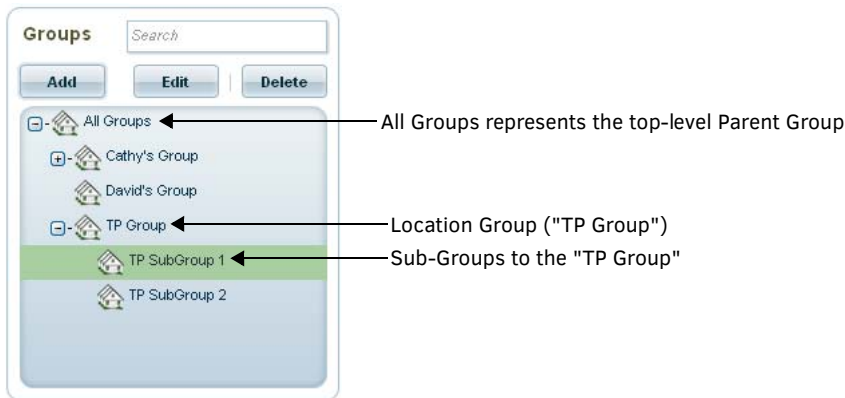 Groups Search
Add Edit Delete
All Groups All Groups represents the top-level Parent Group
Cathy's Group
David's Group
TP Group Location Group ("TP Group")
TP SubGroup 1 Sub-Groups to the "TP Group"
TP SubGroup 2